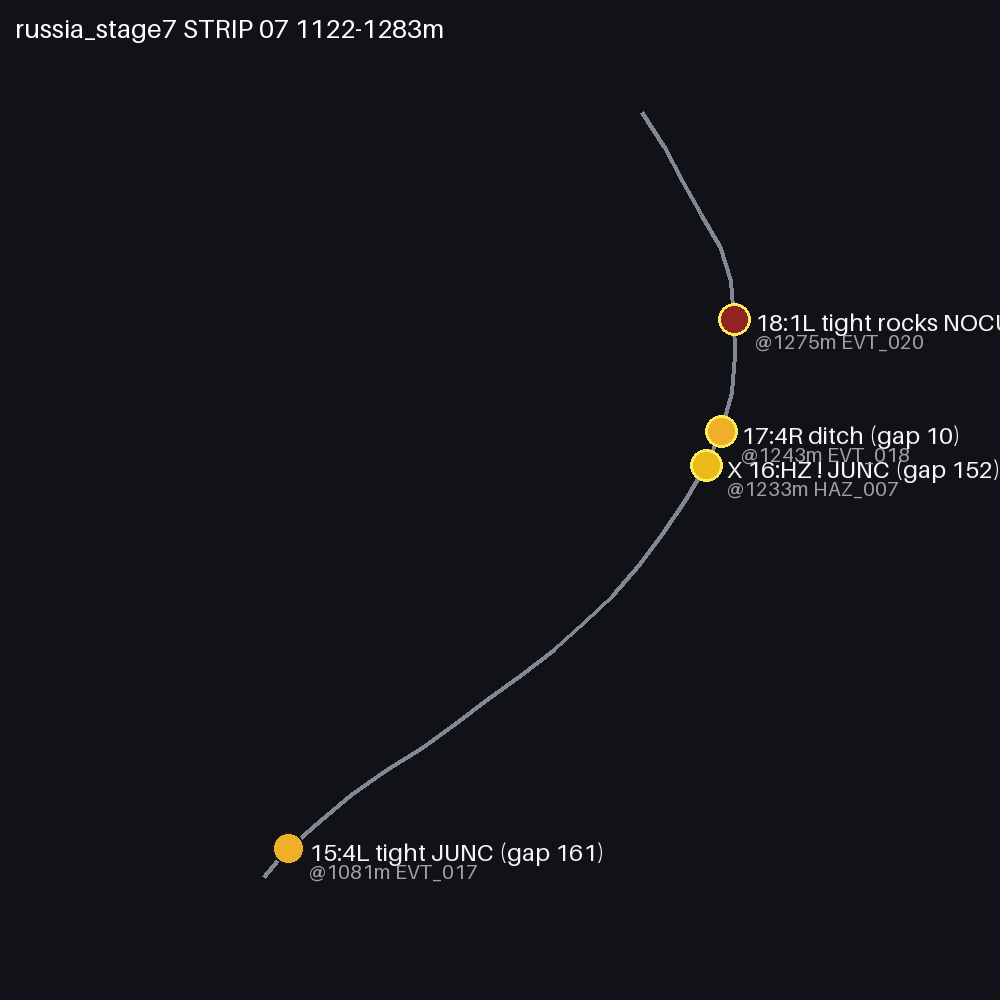 russia_stage7 STRIP 07 1122-1283m
18:1L tight rocks
@1275m EVT_020
17:4R ditch (gap 10)
@1243m EVT_018
X 16:HZ ! JUNC (gap 152)
@1233m HAZ_007
15:4L tight JUNC (gap 161)
@1081m EVT_017